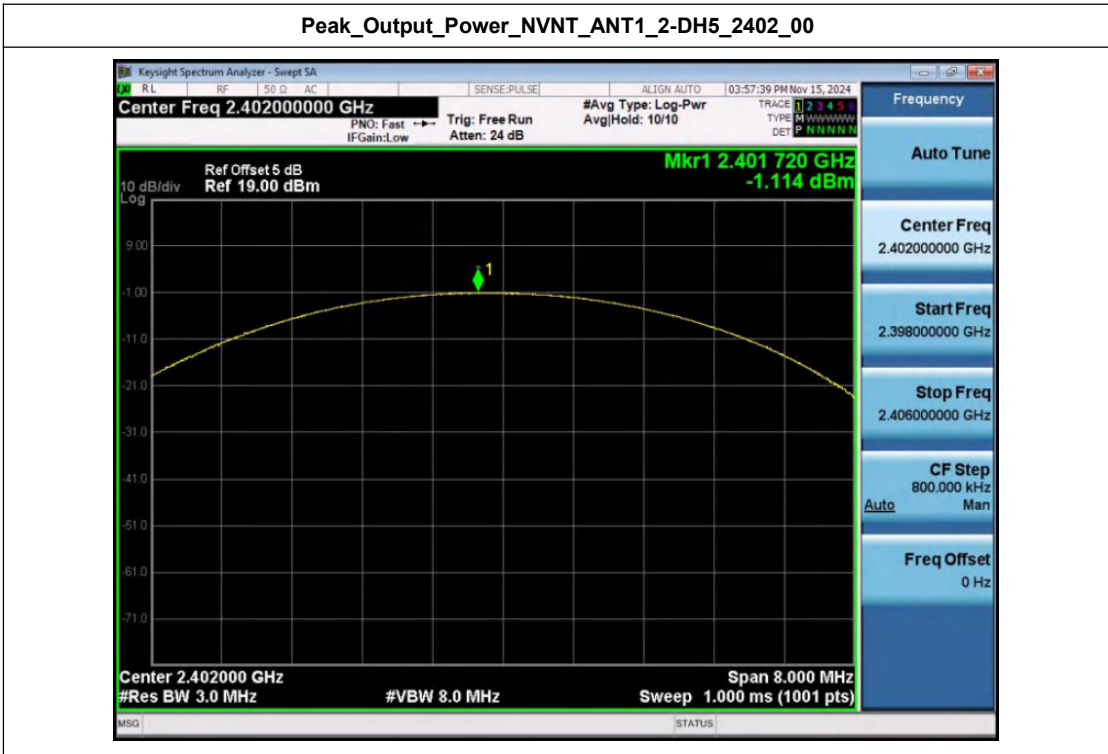 Peak_Output_Power_NVNT_ANT1_2-DH5_2402_00
Keysight Spectrum Analyzer - Swept SA
LXI RL RF 50 Ω AC SENSE:PULSE ALIGN AUTO 03:57:39 PM Nov 15, 2024
Center Freq 2.402000000 GHz
PNO: Fast
IFGain:Low
Trig: Free Run
Atten: 24 dB
#Avg Type: Log-Pwr
Avg|Hold: 10/10
TRACE 1 2 3 4 5 6
TYPE M WWWWW
DET P N N N N N
Ref Offset 5 dB
10 dB/div Ref 19.00 dBm
Log
Mkr1 2.401 720 GHz
-1.114 dBm
1
9.00
-1.00
-11.0
-21.0
-31.0
-41.0
-51.0
-61.0
-71.0
Center 2.402000 GHz
Span 8.000 MHz
#Res BW 3.0 MHz
#VBW 8.0 MHz
Sweep 1.000 ms (1001 pts)
MSG
STATUS
Frequency
Auto Tune
Center Freq
2.402000000 GHz
Start Freq
2.398000000 GHz
Stop Freq
2.406000000 GHz
CF Step
800.000 kHz
Auto Man
Freq Offset
0 Hz